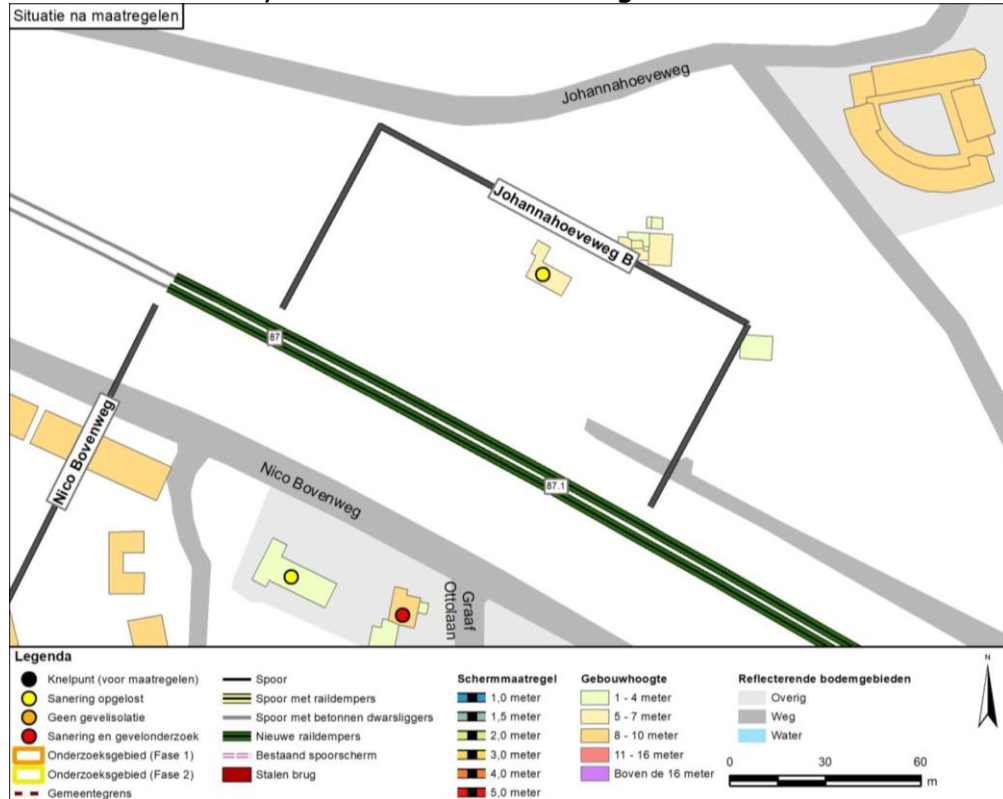 Situatie na maatregelen
Johannahoeveweg
Johannahoeveweg B
87
Nico Bovenweg
Nico Bovenweg
87.1
Graaf
Ottolaan
Legenda
Knelpunt (voor maatregelen)
Sanering opgelost
Geen gevelisolatie
Sanering en gevelonderzoek
Onderzoeksgebied (Fase 1)
Onderzoeksgebied (Fase 2)
Gemeentegrens
Spoor
Spoor met raildempers
Spoor met betonnen dwarsliggers
Nieuwe raildempers
Bestaand spoorscherm
Stalen brug
Schermmaatregel
1,0 meter
1,5 meter
2,0 meter
3,0 meter
4,0 meter
5,0 meter
Gebouwhoogte
1 - 4 meter
5 - 7 meter
8 - 10 meter
11 - 16 meter
Boven de 16 meter
Reflecterende bodemgebieden
Overig
Weg
Water
N
0 30 60
m